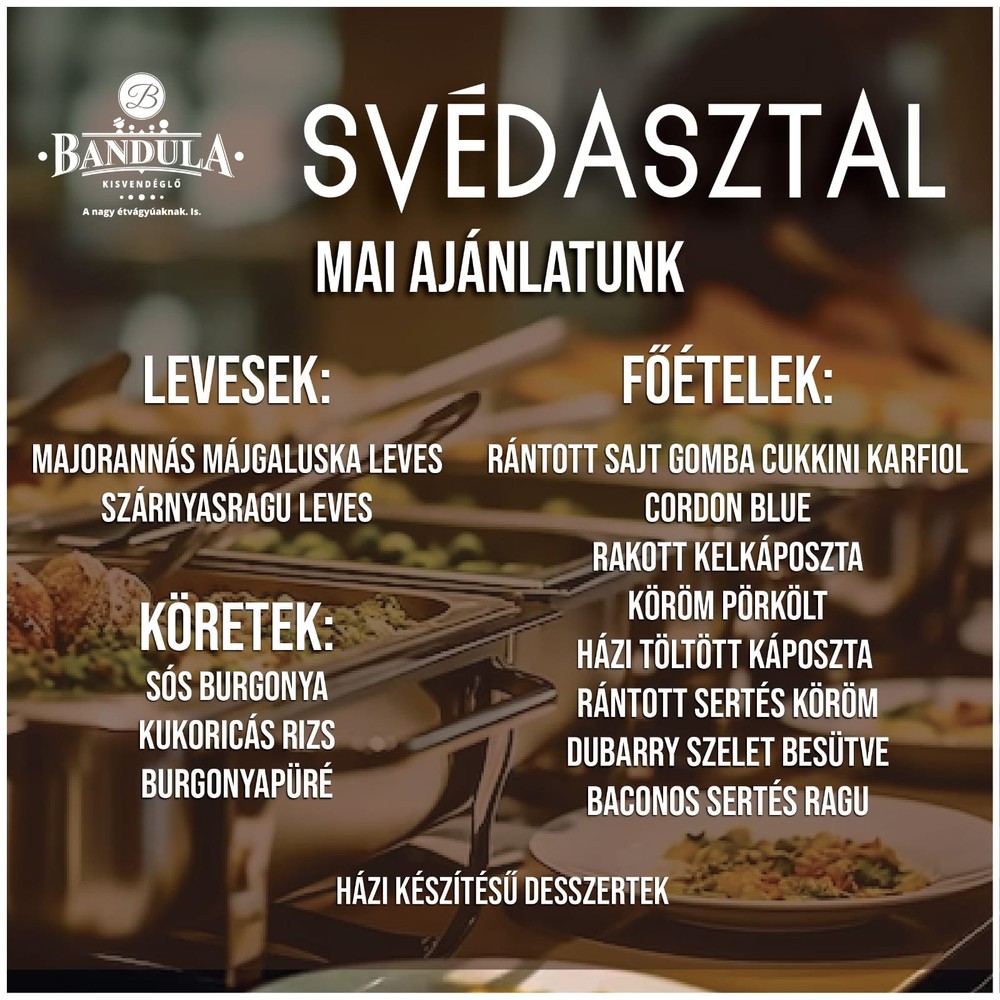 B
BANDULA
KISVENDÉGLŐ
A nagy étvágyúaknak. Is.
SVÉDASZTAL
MAI AJÁNLATUNK
LEVESEK:
MAJORANNÁS MÁJGALUSKA LEVES
SZÁRNYASRAGU LEVES
KÖRETEK:
SÓS BURGONYA
KUKORICÁS RIZS
BURGONYAPÜRÉ
FŐÉTELEK:
RÁNTOTT SAJT GOMBA CUKKINI KARFIOL
CORDON BLUE
RAKOTT KELKÁPOSZTA
KÖRÖM PÖRKÖLT
HÁZI TÖLTÖTT KÁPOSZTA
RÁNTOTT SERTÉS KÖRÖM
DUBARRY SZELET BESÜTVE
BACONOS SERTÉS RAGU
HÁZI KÉSZÍTÉSŰ DESSZERTEK